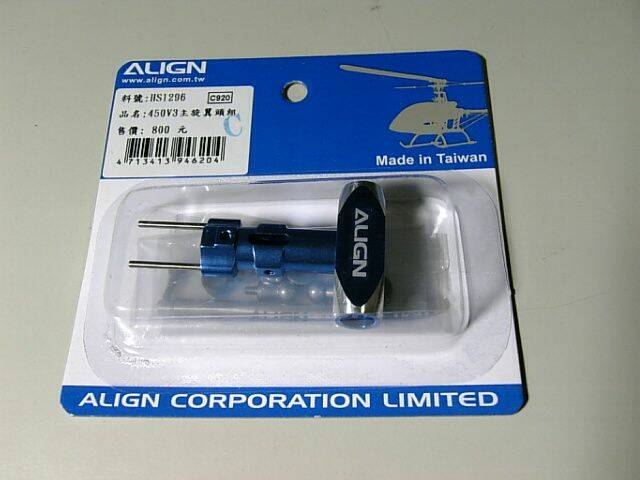 ALIGN
www.align.com.tw
料號:HS1296
C920
品名:450V3主旋翼頭組
C
售價: 800 元
4 713413 946204
Made in Taiwan
ALIGN
ALIGN CORPORATION LIMITED